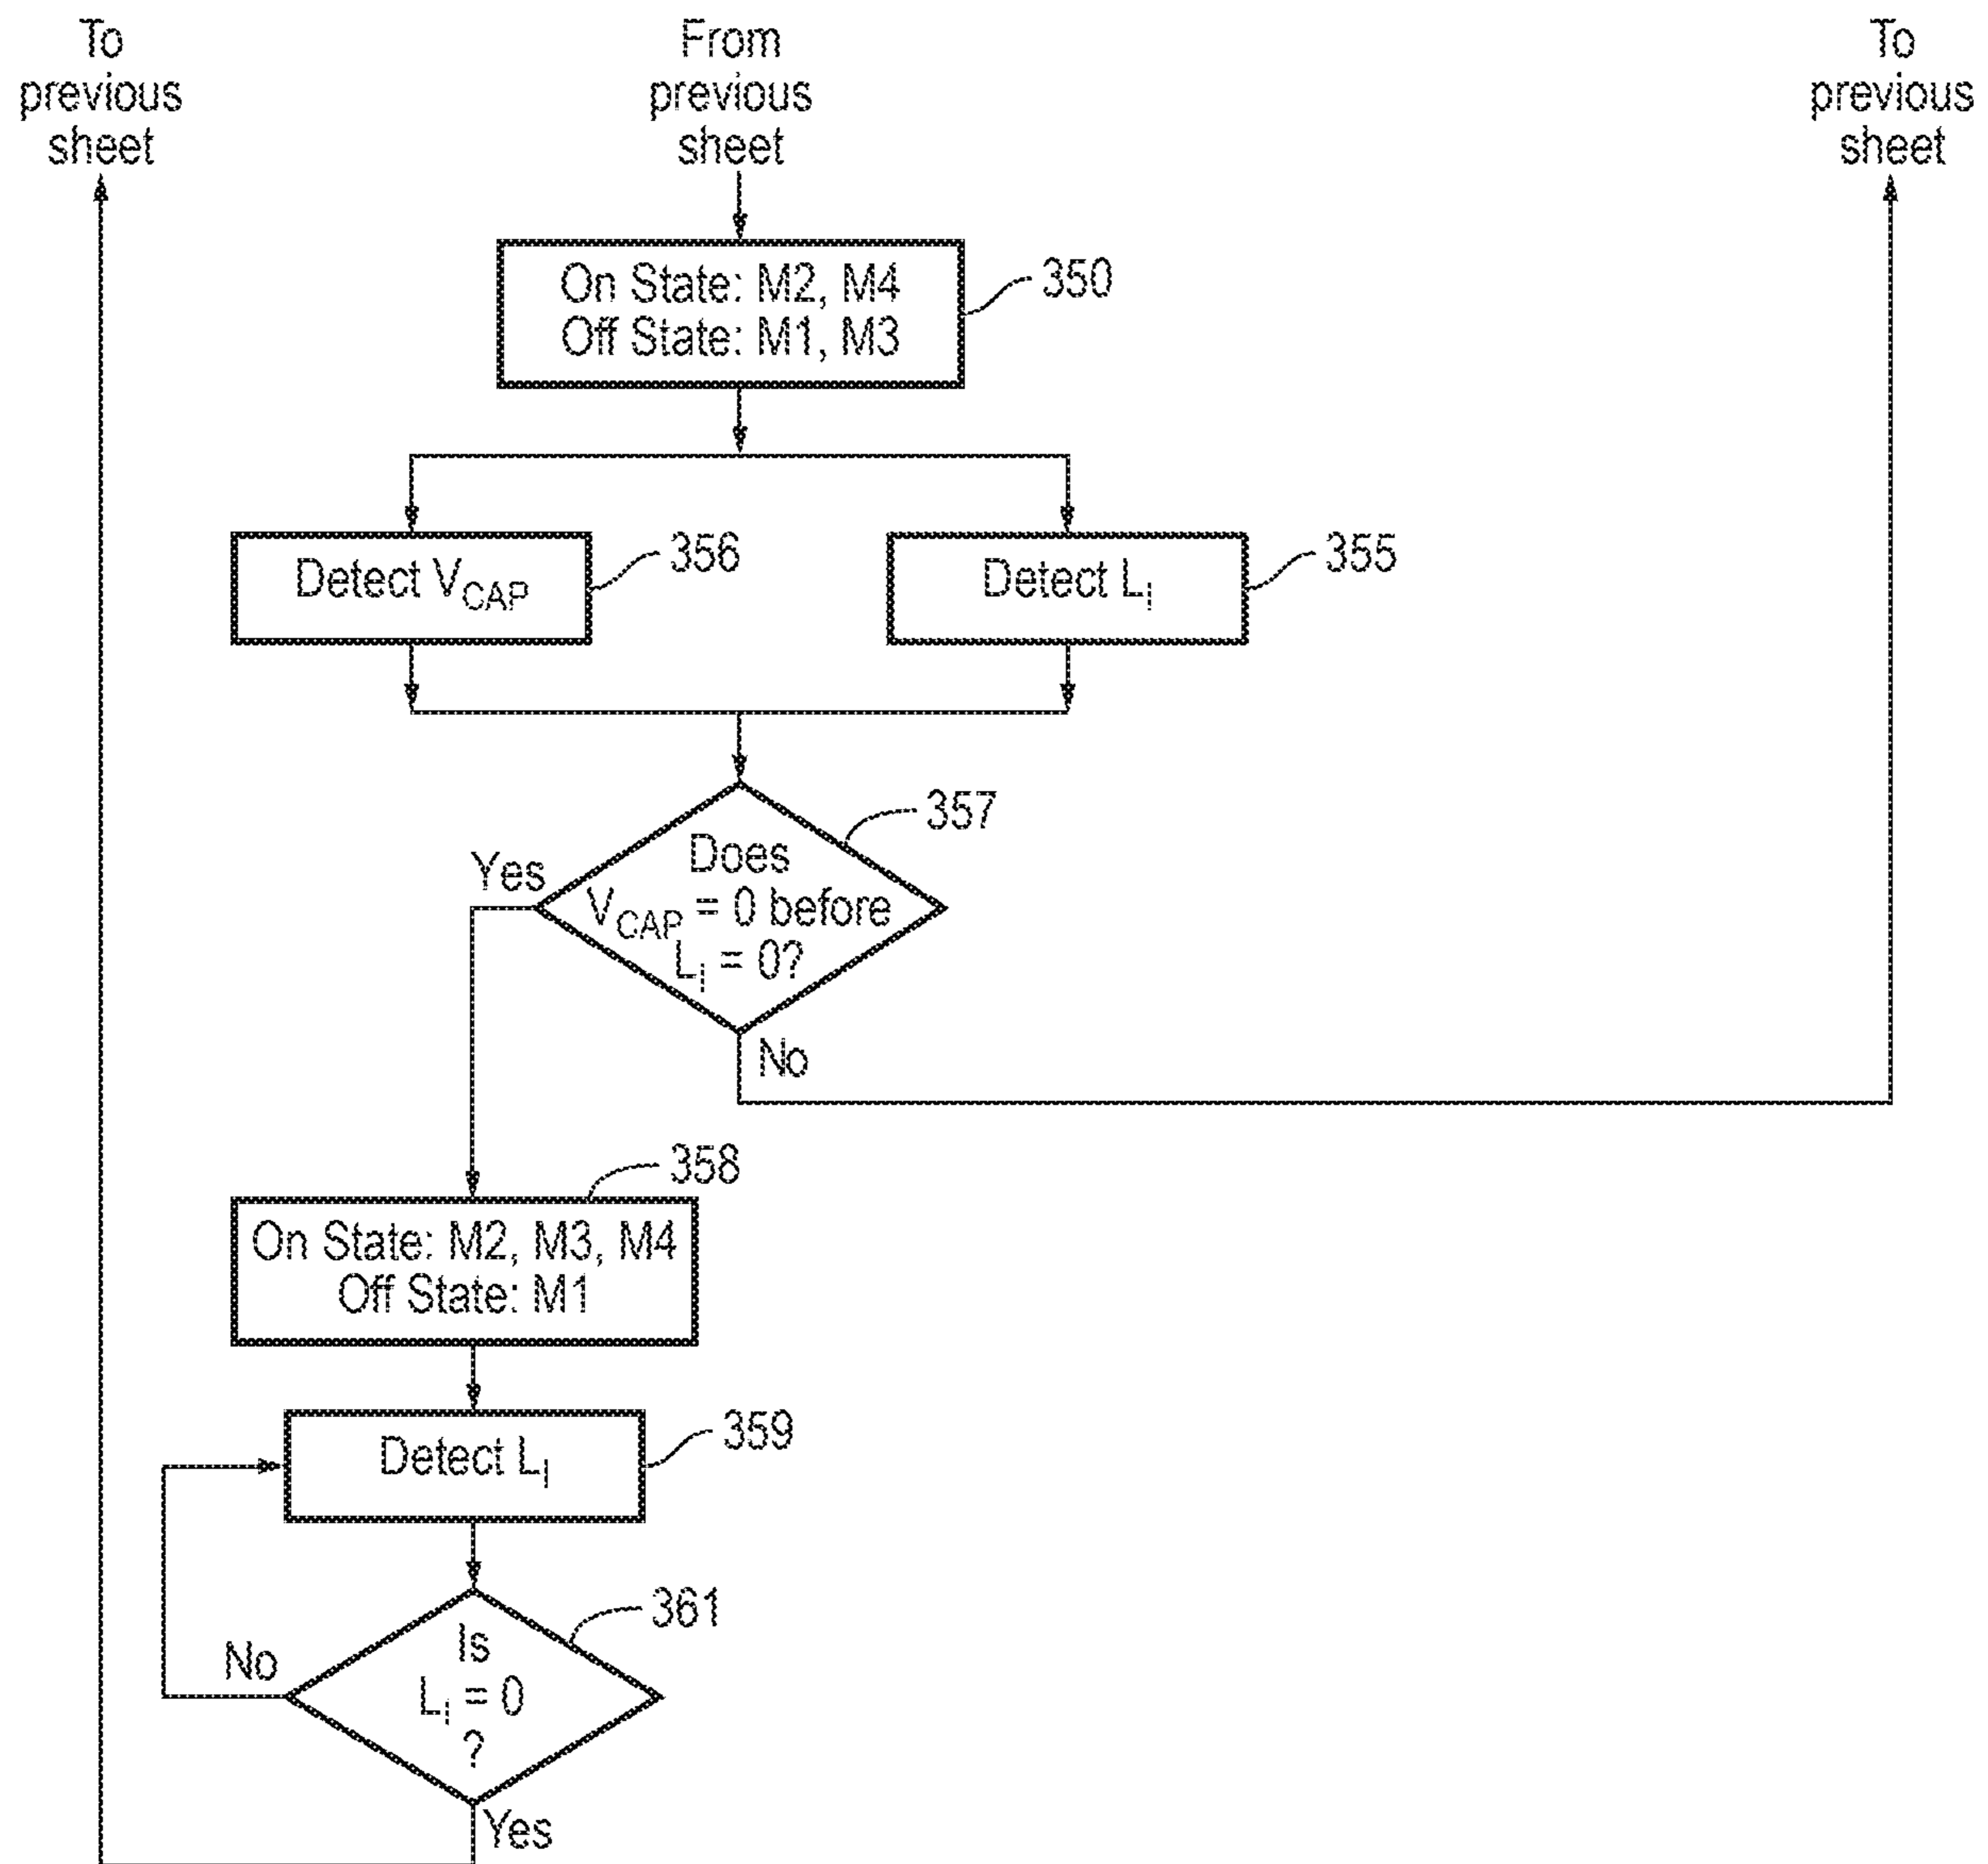 To
previous
sheet
From
previous
sheet
To
previous
sheet
On State: M2, M4
Off State: M1, M3
350
Detect V_CAP
356
Detect L_i
355
357
Does
V_CAP = 0 before
L_i = 0?
Yes
No
358
On State: M2, M3, M4
Off State: M1
Detect L_i
359
361
Is
L_i = 0
?
No
Yes